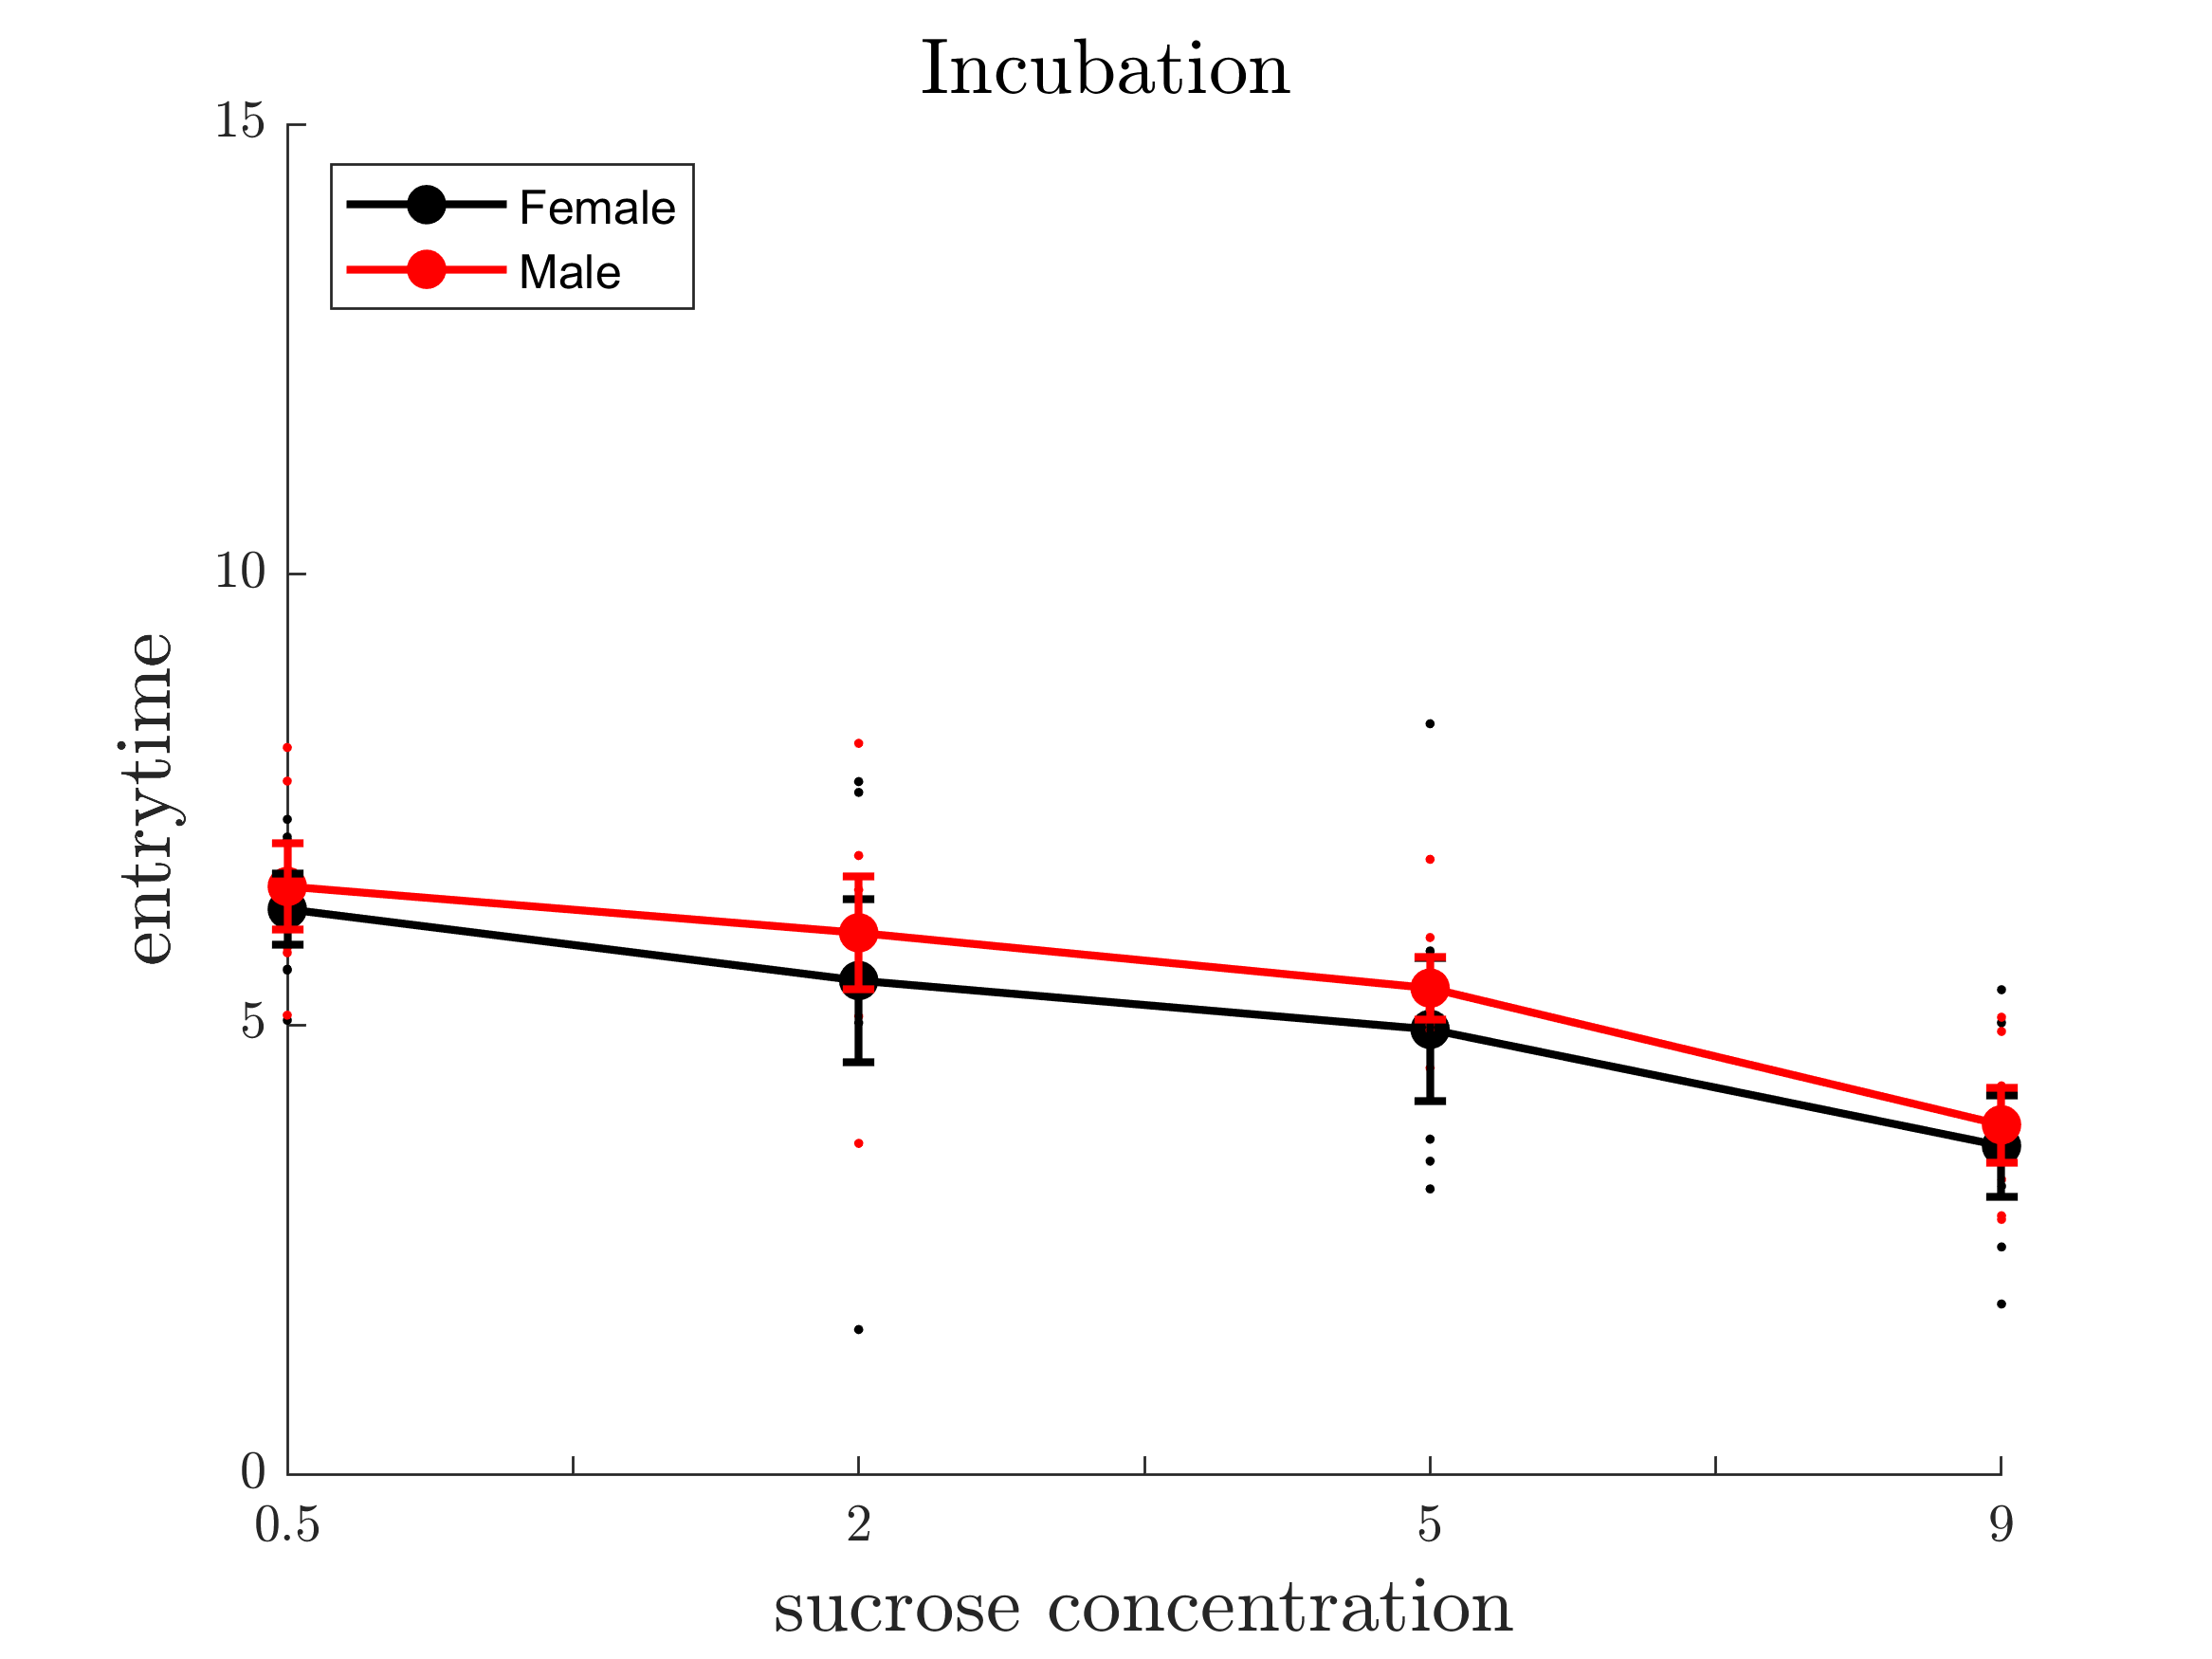 Incubation
15
Female
Male
10
entrytime
5
0
0.5 2 5 9
sucrose concentration